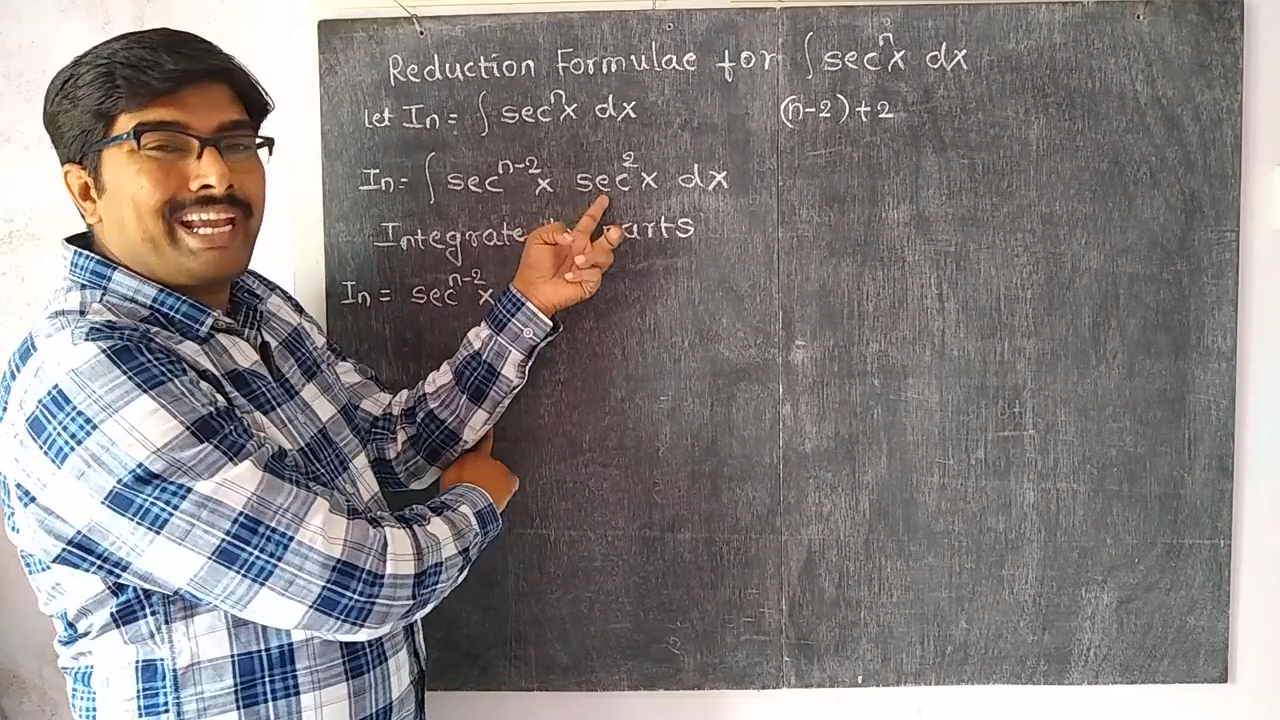 Reduction Formulae for ∫ secⁿx dx
let In = ∫ secⁿx dx
(n-2)+2
In = ∫ secⁿ⁻²x sec²x dx
Integrate
In = secⁿ⁻²x